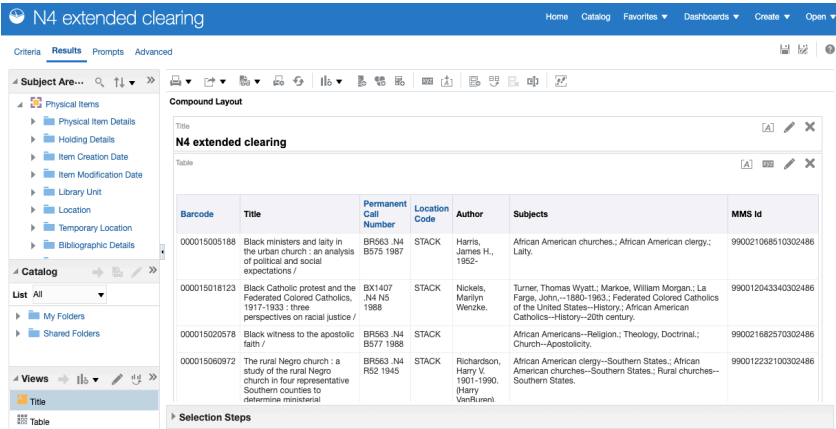 N4 extended clearing
Home Catalog Favorites Dashboards Create Open
Criteria Results Prompts Advanced
Subject Are...
Physical Items
Physical Item Details
Holding Details
Item Creation Date
Item Modification Date
Library Unit
Location
Temporary Location
Bibliographic Details
Catalog
List All
My Folders
Shared Folders
Views
Title
Table
Compound Layout
Title
N4 extended clearing
Table
Barcode Title Permanent Call Number Location Code Author Subjects MMS Id
000015005188 Black ministers and laity in BR563 .N4 STACK Harris, African American churches.; African American clergy.; 990021068510302486
the urban church : an analysis B575 1987 James H., Laity.
of political and social 1952-
expectations /
000015018123 Black Catholic protest and the BX1407 STACK Nickels, Turner, Thomas Wyatt.; Markoe, William Morgan.; La 990012043340302486
Federated Colored Catholics, .N4 N5 Marilyn Farge, John,--1880-1963.; Federated Colored Catholics
1917-1933 : three 1988 Wenzke. of the United States--History.; African American
perspectives on racial justice / Catholics--History--20th century.
000015020578 Black witness to the apostolic BR563 .N4 STACK African Americans--Religion.; Theology, Doctrinal.; 990021682570302486
faith / B577 1988 Church--Apostolicity.
000015060972 The rural Negro church : a BR563 .N4 STACK Richardson, African American clergy--Southern States.; African 990012232100302486
study of the rural Negro R52 1945 Harry V. American churches--Southern States.; Rural churches--
church in four representative 1901-1990. Southern States.
Southern counties to (Harry
determine ministerial VanBuren).
Selection Steps